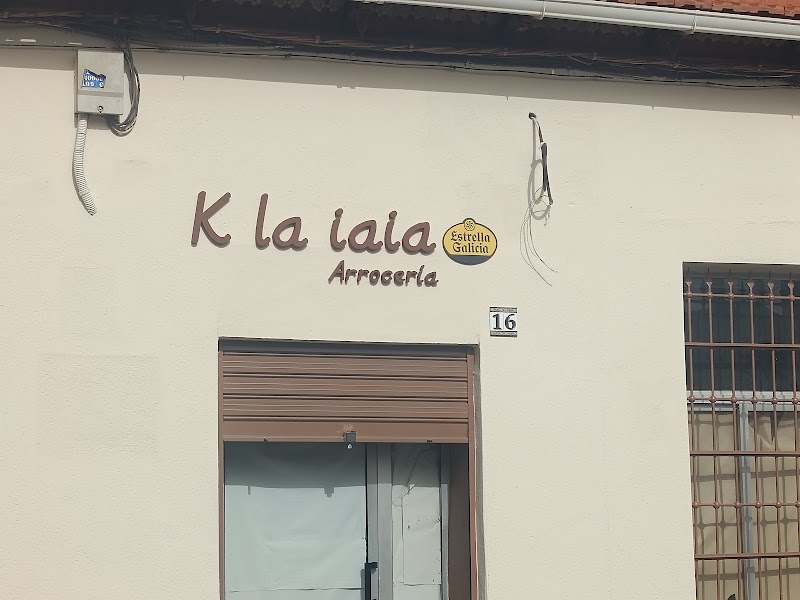 K la iaia
Estrella
Galicia
Arrocería
16